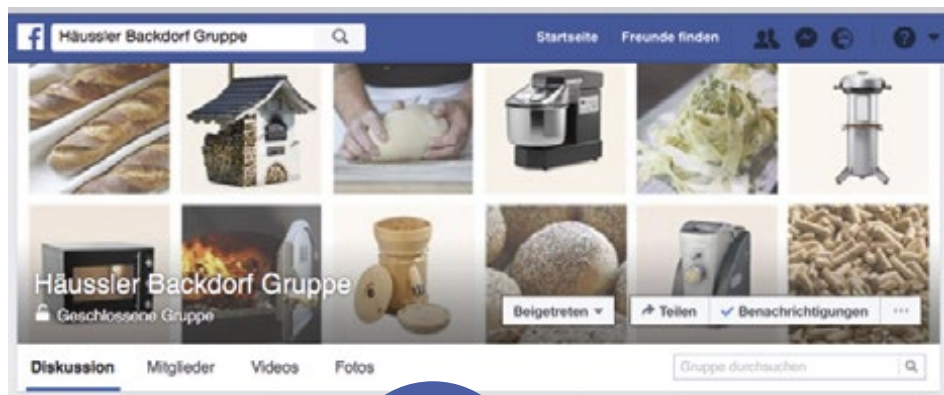 f Häussler Backdorf Gruppe Startseite Freunde finden
Häussler Backdorf Gruppe
Geschlossene Gruppe
Beigetreten Teilen Benachrichtigungen ...
Diskussion Mitglieder Videos Fotos Gruppe durchsuchen